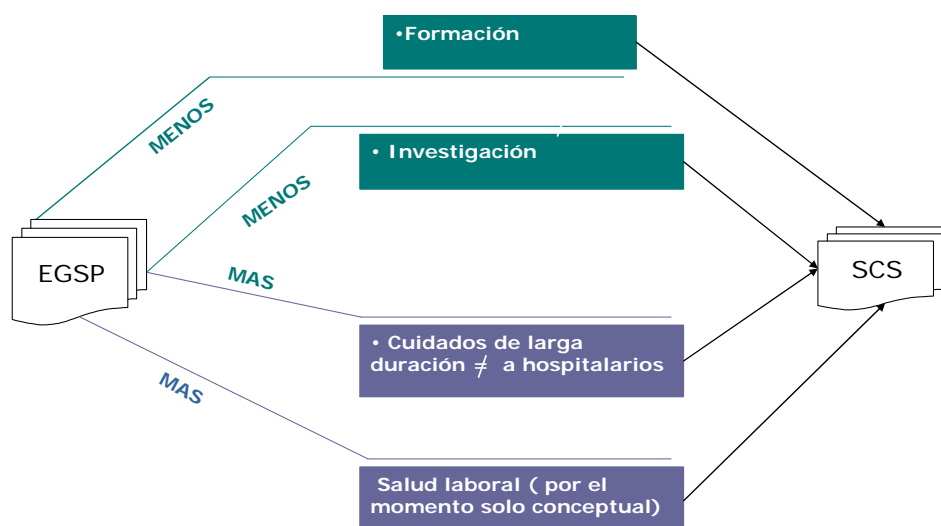 •Formación
MENOS
• Investigación
MENOS
EGSP
SCS
MAS
• Cuidados de larga
duración ≠ a hospitalarios
MAS
Salud laboral ( por el
momento solo conceptual)